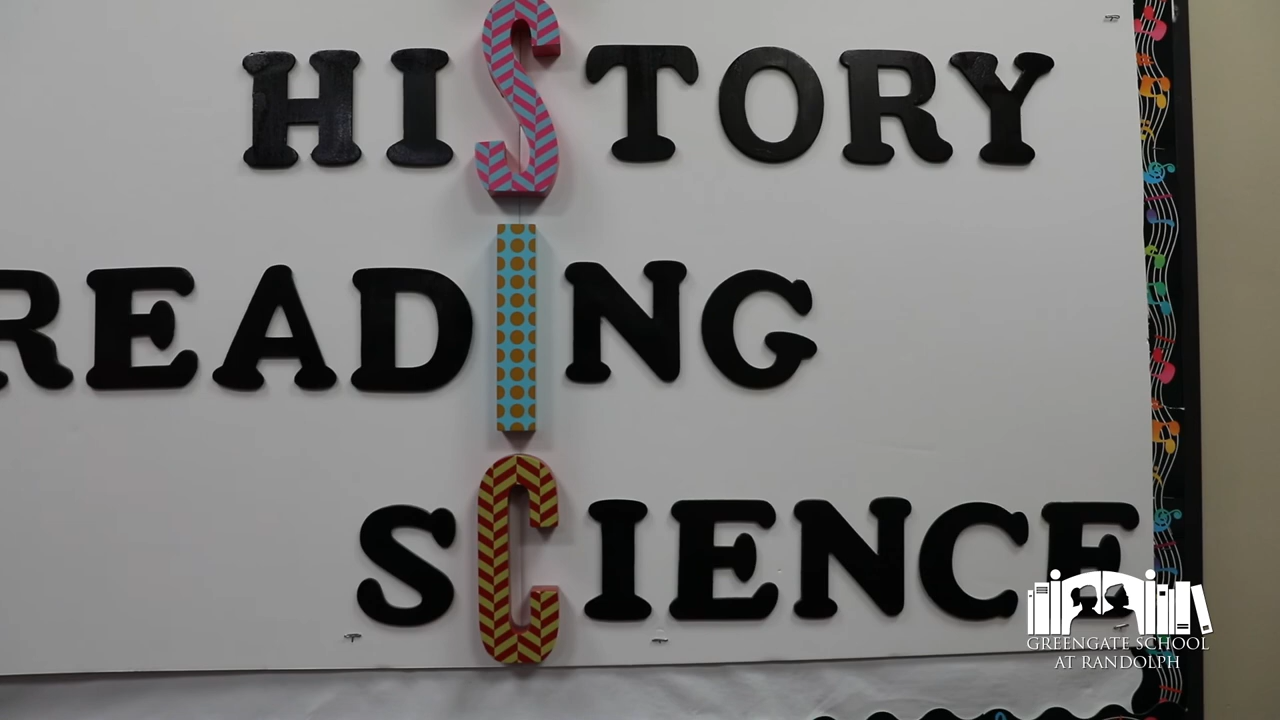 HISTORY
READING
SCIENCE
GREENGATE SCHOOL
AT RANDOLPH